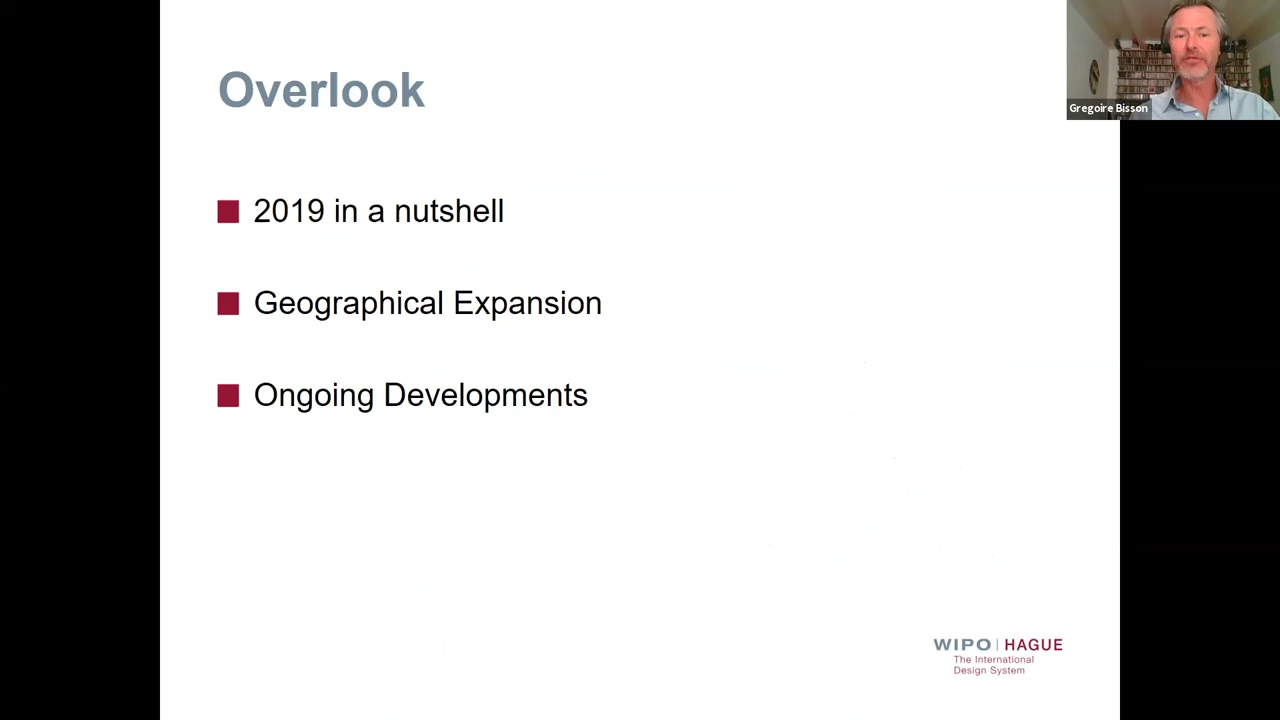 Overlook
2019 in a nutshell
Geographical Expansion
Ongoing Developments
Gregoire Bisson
WIPO | HAGUE
The International
Design System